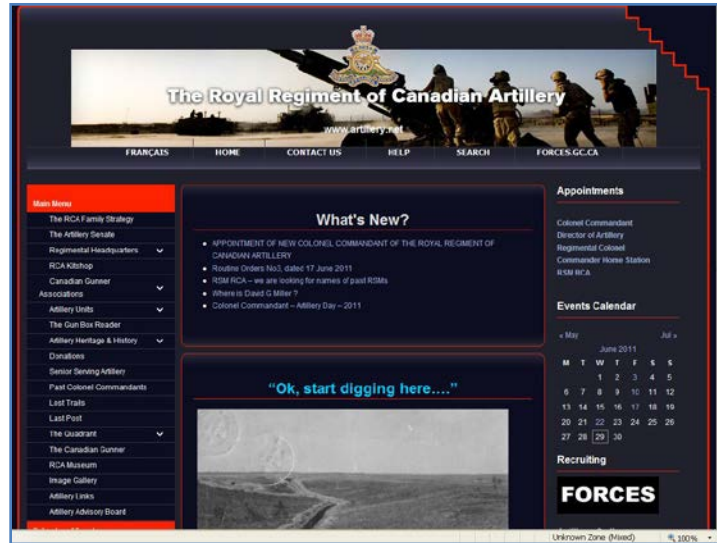 The Royal Regiment of Canadian Artillery
www.artillery.net
FRANÇAIS HOME CONTACT US HELP SEARCH FORCES.GC.CA
Main Menu
The RCA Family Strategy
The Artillery Senate
Regimental Headquarters
RCA Kitshop
Canadian Gunner
Associations
Artillery Units
The Gun Box Reader
Artillery Heritage & History
Donations
Senior Serving Artillery
Past Colonel Commandants
Lost Trails
Last Post
The Quadrant
The Canadian Gunner
RCA Museum
Image Gallery
Artillery Links
Artillery Advisory Board
What's New?
APPOINTMENT OF NEW COLONEL COMMANDANT OF THE ROYAL REGIMENT OF
CANADIAN ARTILLERY
Routine Orders No3, dated 17 June 2011
RSM RCA – we are looking for names of past RSMs
Where is David G Miller ?
Colonel Commandant – Artillery Day – 2011
“Ok, start digging here....”
Appointments
Colonel Commandant
Director of Artillery
Regimental Colonel
Commander Home Station
RSM RCA
Events Calendar
« May Jul »
June 2011
M T W T F S S
1 2 3 4 5
6 7 8 9 10 11 12
13 14 15 16 17 18 19
20 21 22 23 24 25 26
27 28 29 30
Recruiting
FORCES
Unknown Zone (Mixed) 100%